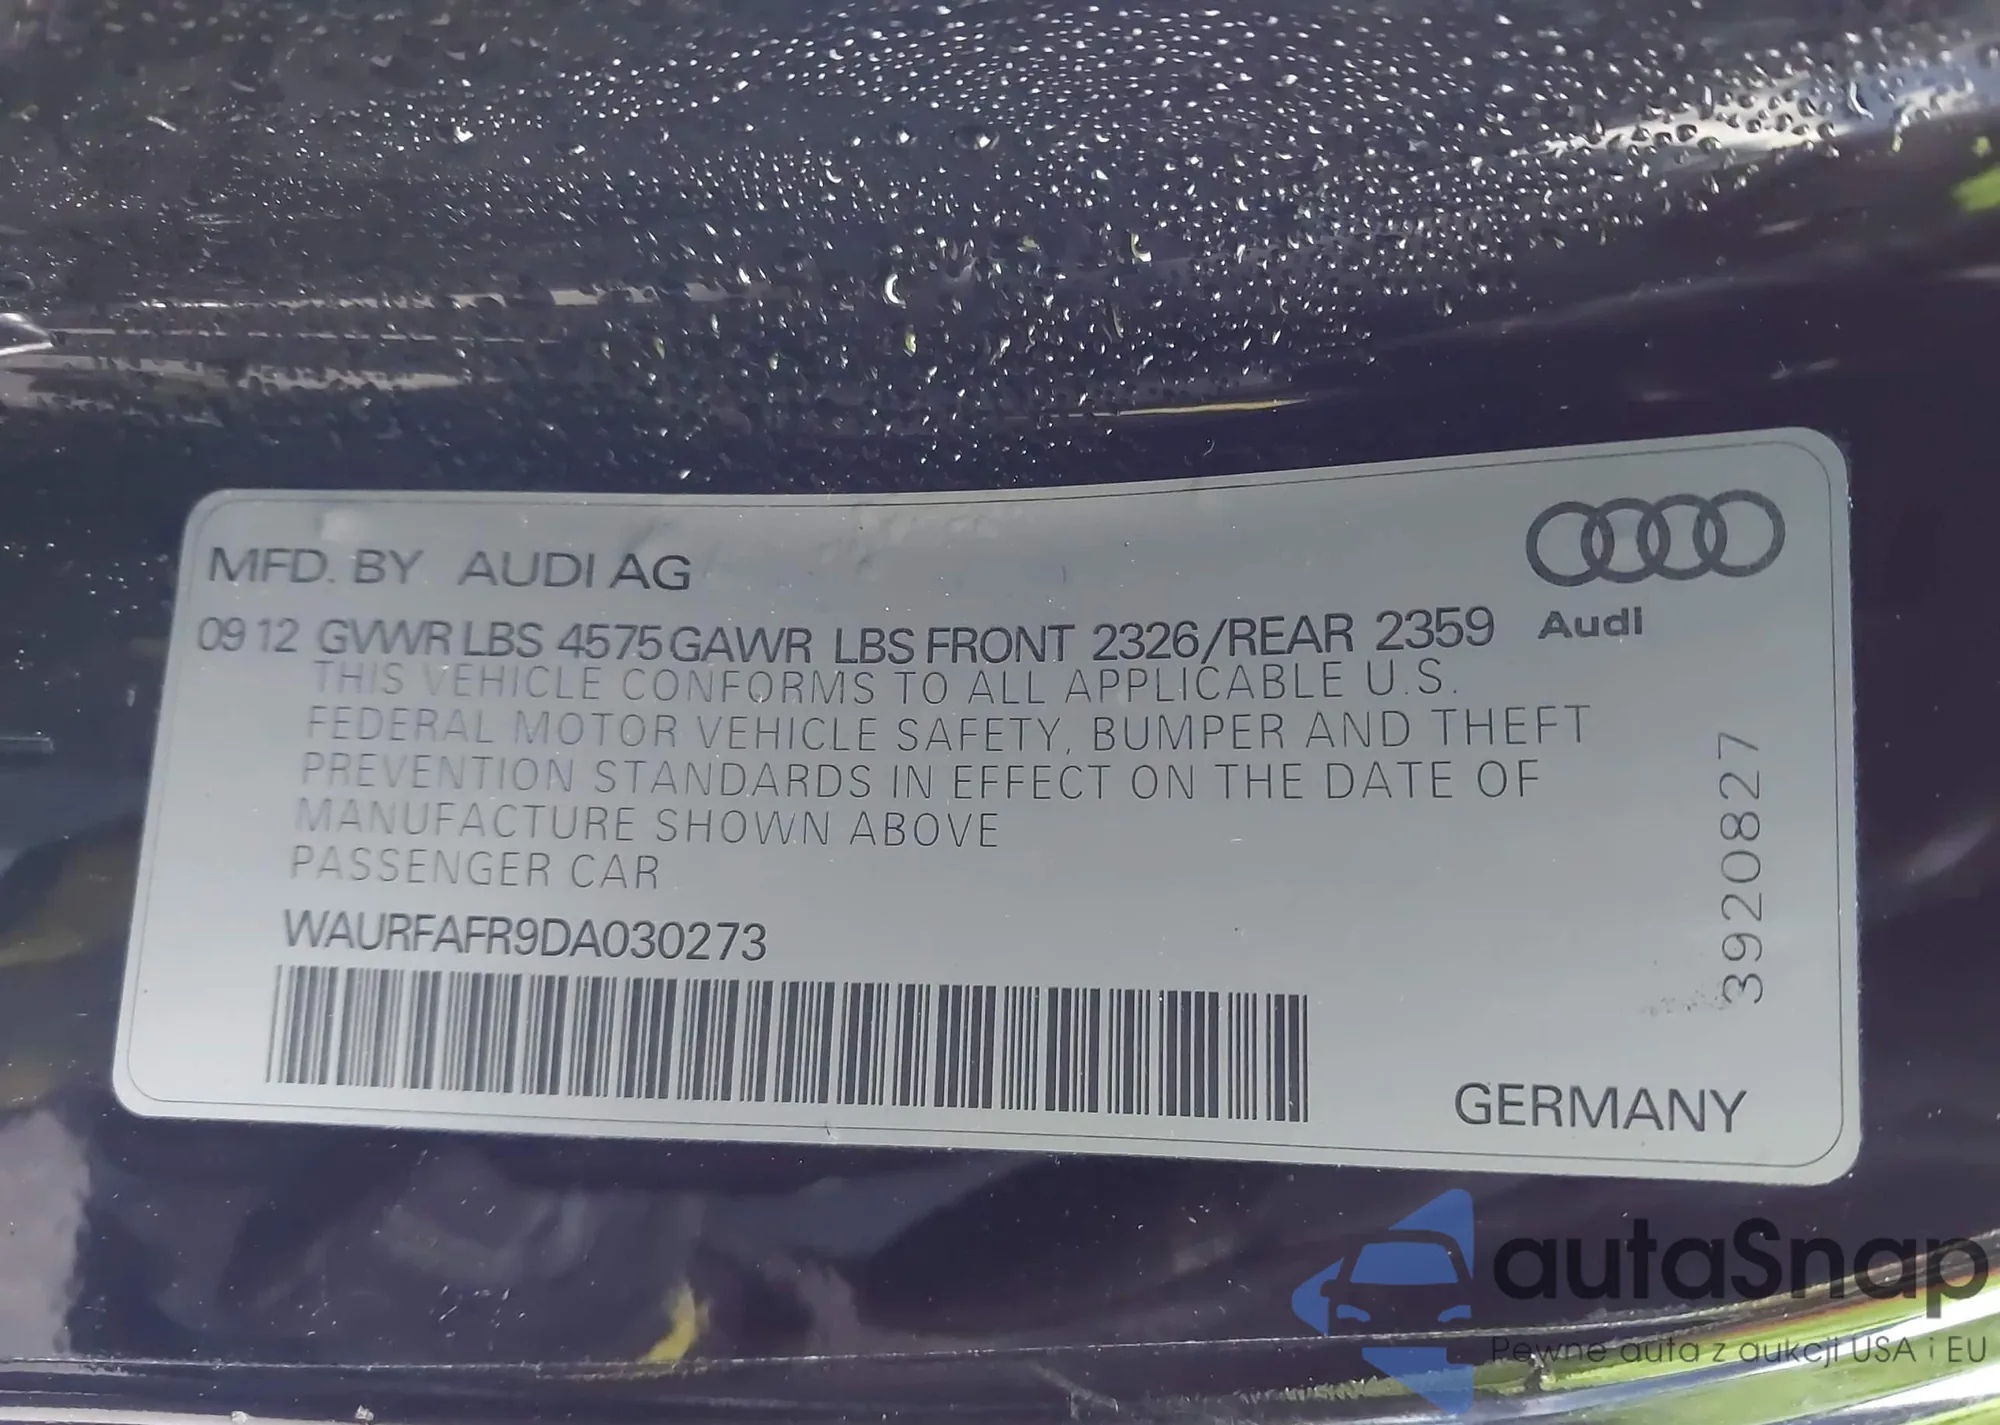 MFD. BY AUDI AG
0912 GVWR LBS 4575 GAWR LBS FRONT 2326/REAR 2359
Audi
THIS VEHICLE CONFORMS TO ALL APPLICABLE U.S.
FEDERAL MOTOR VEHICLE SAFETY, BUMPER AND THEFT
PREVENTION STANDARDS IN EFFECT ON THE DATE OF
MANUFACTURE SHOWN ABOVE
PASSENGER CAR
WAURFAFR9DA030273
3920827
GERMANY
autaSnap
Pewne auta z aukcji USA i EU